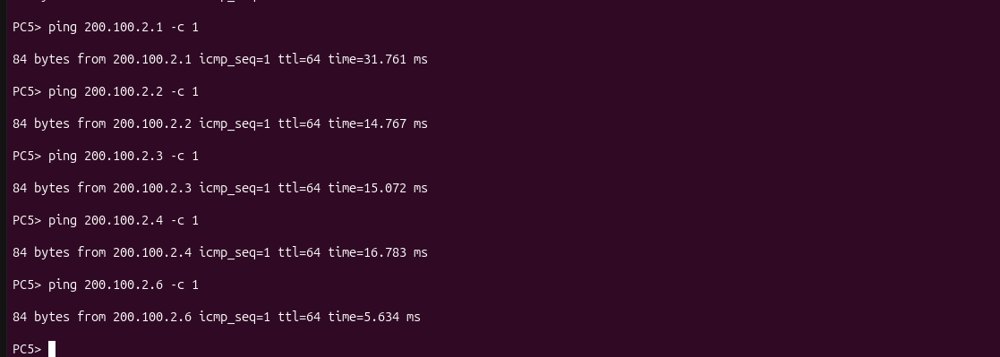 PC5> ping 200.100.2.1 -c 1
84 bytes from 200.100.2.1 icmp_seq=1 ttl=64 time=31.761 ms
PC5> ping 200.100.2.2 -c 1
84 bytes from 200.100.2.2 icmp_seq=1 ttl=64 time=14.767 ms
PC5> ping 200.100.2.3 -c 1
84 bytes from 200.100.2.3 icmp_seq=1 ttl=64 time=15.072 ms
PC5> ping 200.100.2.4 -c 1
84 bytes from 200.100.2.4 icmp_seq=1 ttl=64 time=16.783 ms
PC5> ping 200.100.2.6 -c 1
84 bytes from 200.100.2.6 icmp_seq=1 ttl=64 time=5.634 ms
PC5>